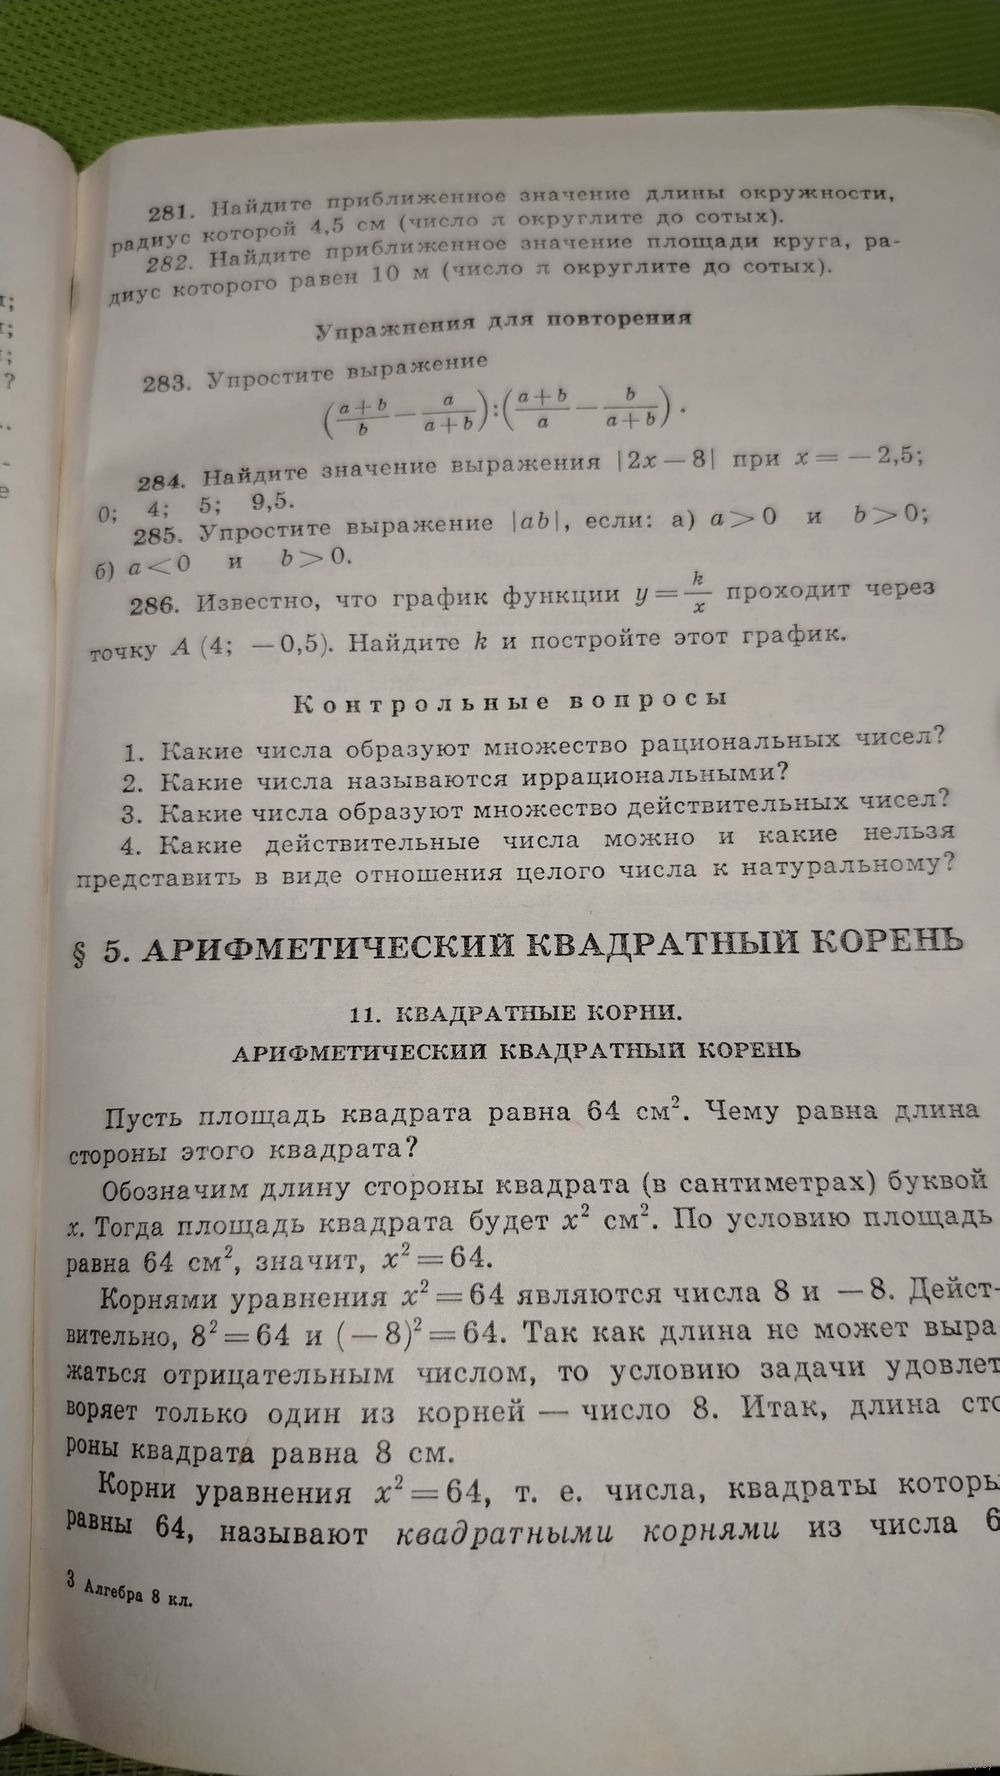 281. Найдите приближенное значение длины окружности,
радиус которой 4,5 см (число π округлите до сотых).
282. Найдите приближенное значение площади круга, ра-
диус которого равен 10 м (число π округлите до сотых).
Упражнения для повторения
283. Упростите выражение
((a+b)/b − a/(a+b)) : ((a+b)/a − b/(a+b)).
284. Найдите значение выражения |2x−8| при x=−2,5;
0; 4; 5; 9,5.
285. Упростите выражение |ab|, если: а) a>0 и b>0;
б) a<0 и b>0.
286. Известно, что график функции y=k/x проходит через
точку A (4; −0,5). Найдите k и постройте этот график.
Контрольные вопросы
1. Какие числа образуют множество рациональных чисел?
2. Какие числа называются иррациональными?
3. Какие числа образуют множество действительных чисел?
4. Какие действительные числа можно и какие нельзя
представить в виде отношения целого числа к натуральному?
§ 5. АРИФМЕТИЧЕСКИЙ КВАДРАТНЫЙ КОРЕНЬ
11. КВАДРАТНЫЕ КОРНИ.
АРИФМЕТИЧЕСКИЙ КВАДРАТНЫЙ КОРЕНЬ
Пусть площадь квадрата равна 64 см². Чему равна длина
стороны этого квадрата?
Обозначим длину стороны квадрата (в сантиметрах) буквой
x. Тогда площадь квадрата будет x² см². По условию площадь
равна 64 см², значит, x²=64.
Корнями уравнения x²=64 являются числа 8 и −8. Дейст-
вительно, 8²=64 и (−8)²=64. Так как длина не может выра
жаться отрицательным числом, то условию задачи удовлет
воряет только один из корней — число 8. Итак, длина сто
роны квадрата равна 8 см.
Корни уравнения x²=64, т. е. числа, квадраты которы
равны 64, называют квадратными корнями из числа 6
3 Алгебра 8 кл.